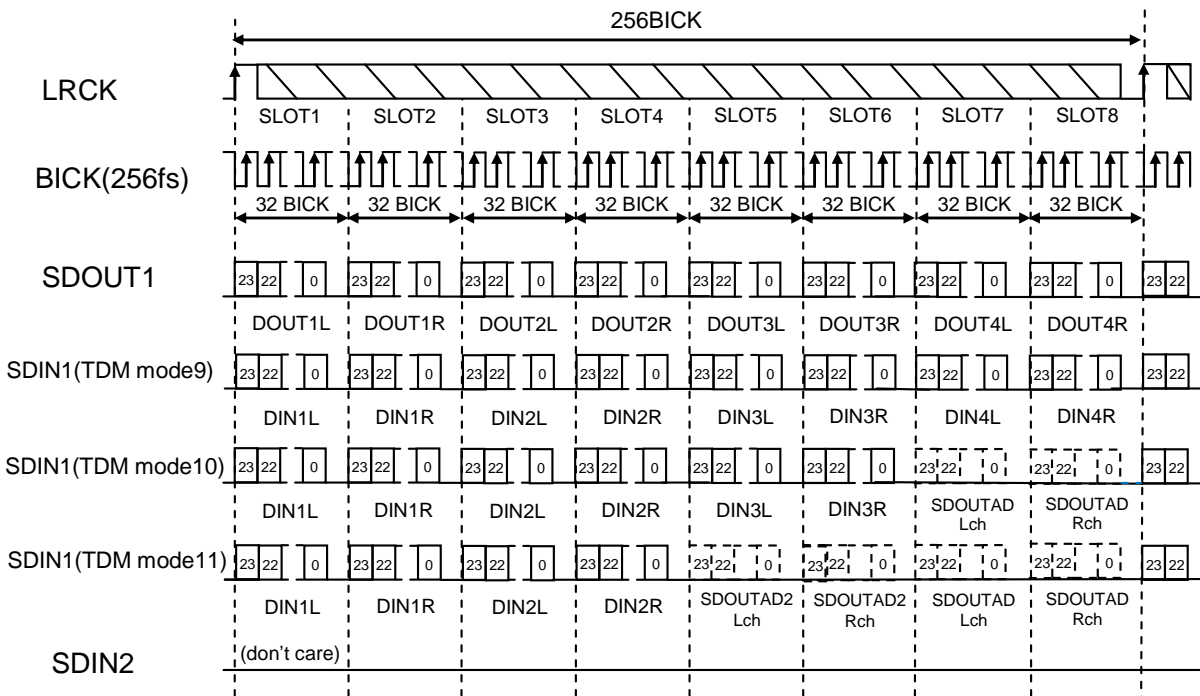 256BICK
LRCK
SLOT1 SLOT2 SLOT3 SLOT4 SLOT5 SLOT6 SLOT7 SLOT8
BICK(256fs)
32 BICK 32 BICK 32 BICK 32 BICK 32 BICK 32 BICK 32 BICK 32 BICK
SDOUT1 23 22 0 23 22 0 23 22 0 23 22 0 23 22 0 23 22 0 23 22 0 23 22 0 23 22
DOUT1L DOUT1R DOUT2L DOUT2R DOUT3L DOUT3R DOUT4L DOUT4R
SDIN1(TDM mode9) 23 22 0 23 22 0 23 22 0 23 22 0 23 22 0 23 22 0 23 22 0 23 22 0 23 22
DIN1L DIN1R DIN2L DIN2R DIN3L DIN3R DIN4L DIN4R
SDIN1(TDM mode10) 23 22 0 23 22 0 23 22 0 23 22 0 23 22 0 23 22 0 23 22 0 23 22 0 23 22
DIN1L DIN1R DIN2L DIN2R DIN3L DIN3R SDOUTAD SDOUTAD
Lch Rch
SDIN1(TDM mode11) 23 22 0 23 22 0 23 22 0 23 22 0 23 22 0 23 22 0 23 22 0 23 22 0 23 22
DIN1L DIN1R DIN2L DIN2R SDOUTAD2 SDOUTAD2 SDOUTAD SDOUTAD
Lch Rch Lch Rch
SDIN2 (don't care)